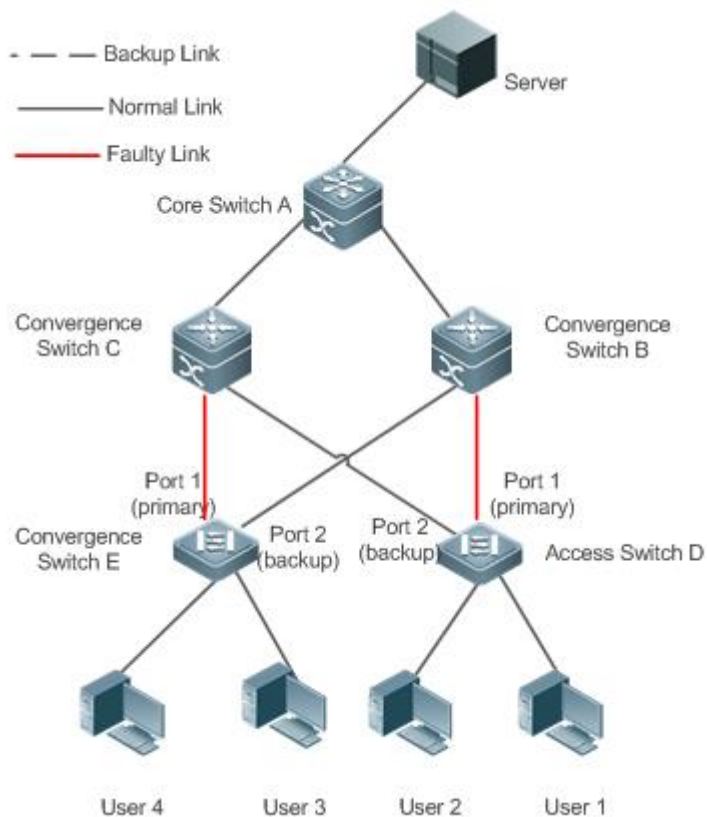 Backup Link
Normal Link
Faulty Link
Server
Core Switch A
Convergence
Switch C
Convergence
Switch B
Port 1
(primary)
Port 1
(primary)
Convergence
Switch E
Port 2
(backup)
Port 2
(backup)
Access Switch D
User 4
User 3
User 2
User 1